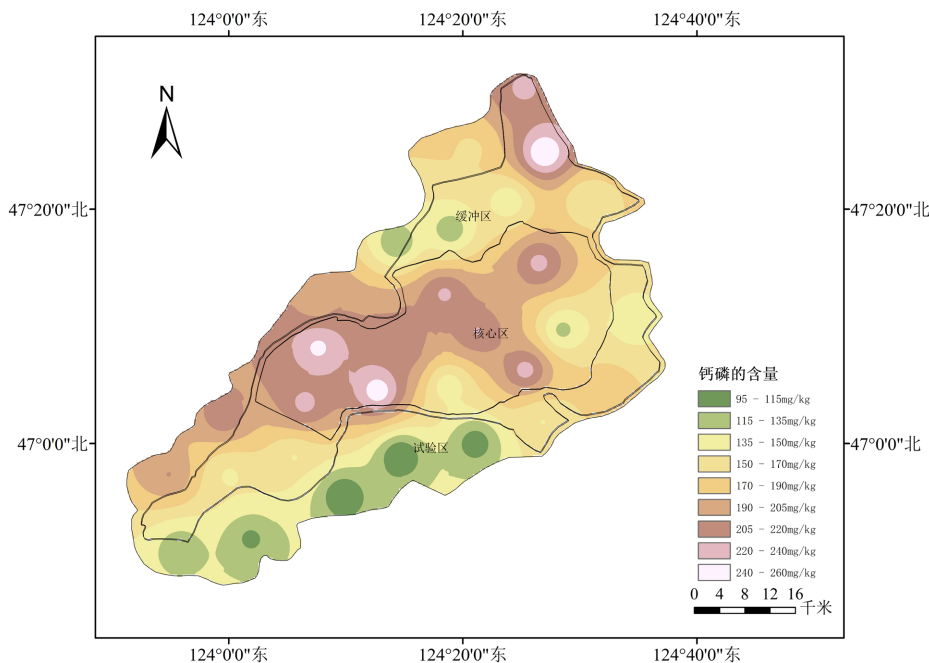 124°0'0"东 124°20'0"东 124°40'0"东
N
47°20'0"北 47°20'0"北
缓冲区
核心区
47°0'0"北 47°0'0"北
试验区
钙磷的含量
95 - 115mg/kg
115 - 135mg/kg
135 - 150mg/kg
150 - 170mg/kg
170 - 190mg/kg
190 - 205mg/kg
205 - 220mg/kg
220 - 240mg/kg
240 - 260mg/kg
0 4 8 12 16
千米
124°0'0"东 124°20'0"东 124°40'0"东